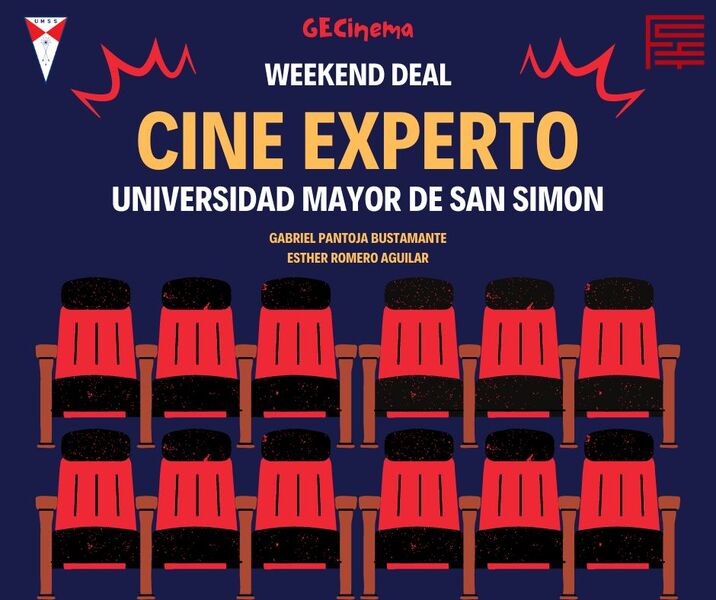 UMSS
GECinema
WEEKEND DEAL
CINE EXPERTO
UNIVERSIDAD MAYOR DE SAN SIMON
GABRIEL PANTOJA BUSTAMANTE
ESTHER ROMERO AGUILAR